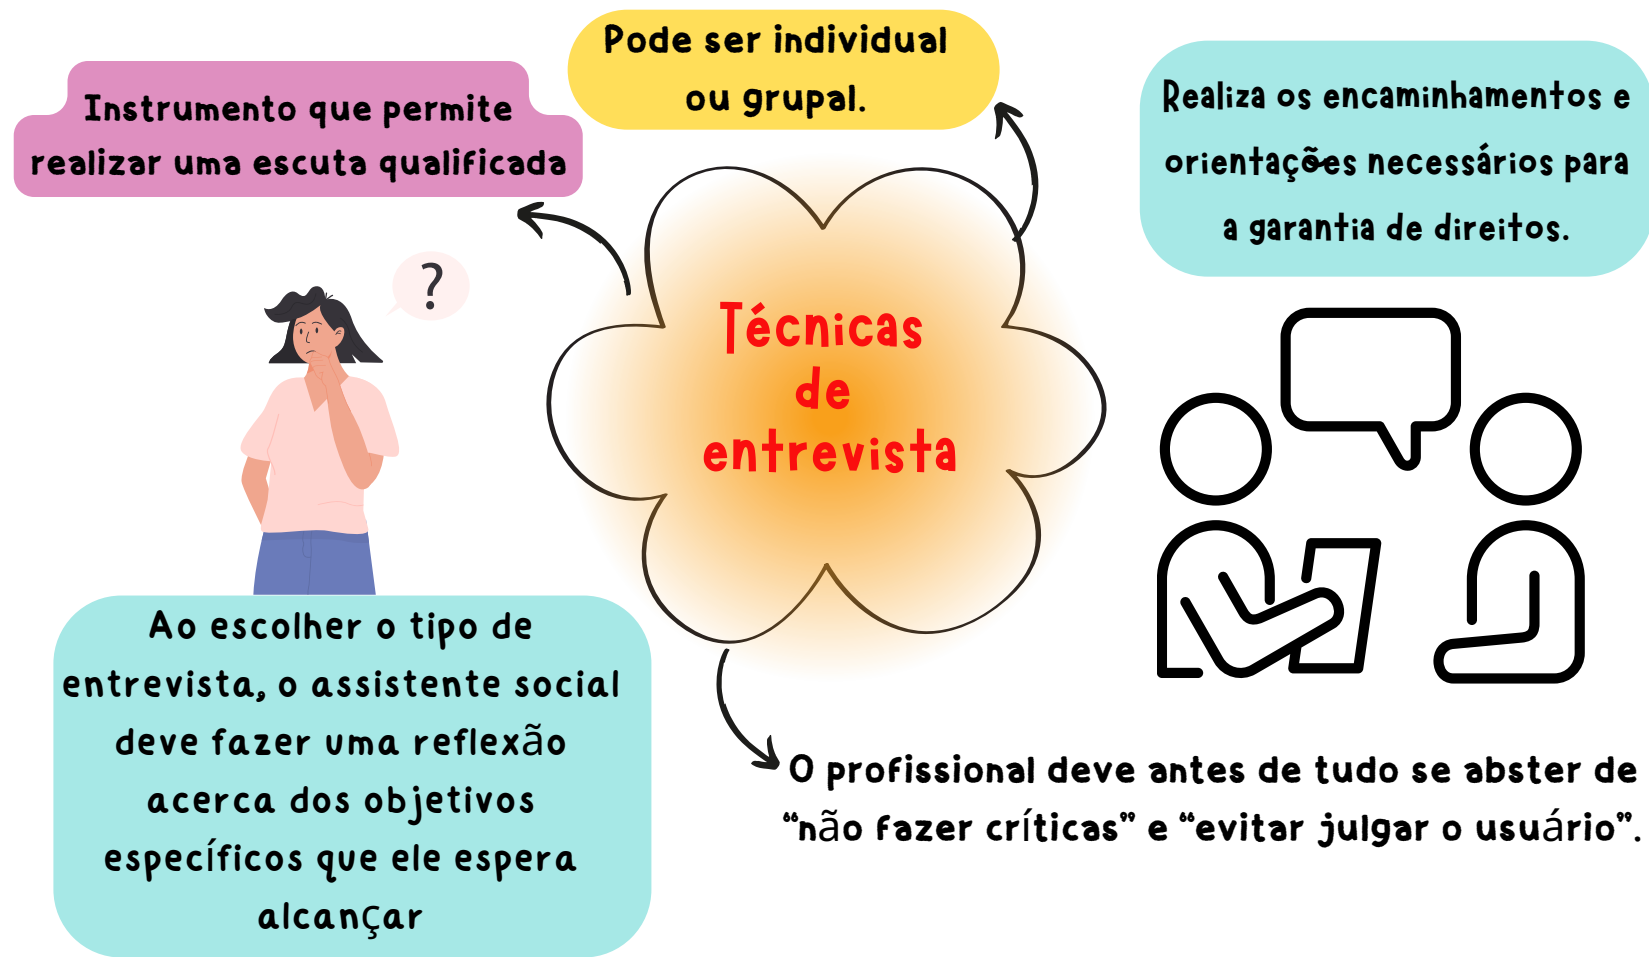 Pode ser individual
ou grupal.
Instrumento que permite
realizar uma escuta qualificada
Realiza os encaminhamentos e
orientações necessários para
a garantia de direitos.
?
Técnicas
de
entrevista
Ao escolher o tipo de
entrevista, o assistente social
deve fazer uma reflexão
acerca dos objetivos
específicos que ele espera
alcançar
O profissional deve antes de tudo se abster de
“não fazer críticas” e “evitar julgar o usuário”.